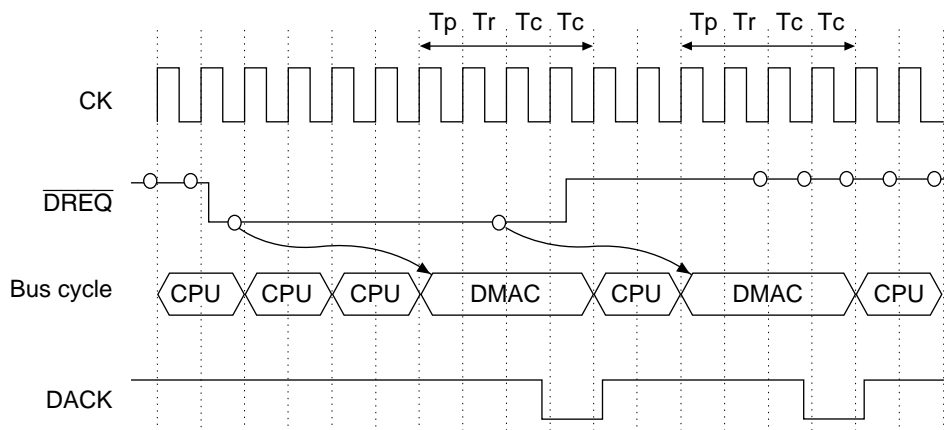 Tp Tr Tc Tc Tp Tr Tc Tc
CK
DREQ
Bus cycle CPU CPU CPU DMAC CPU DMAC CPU
DACK